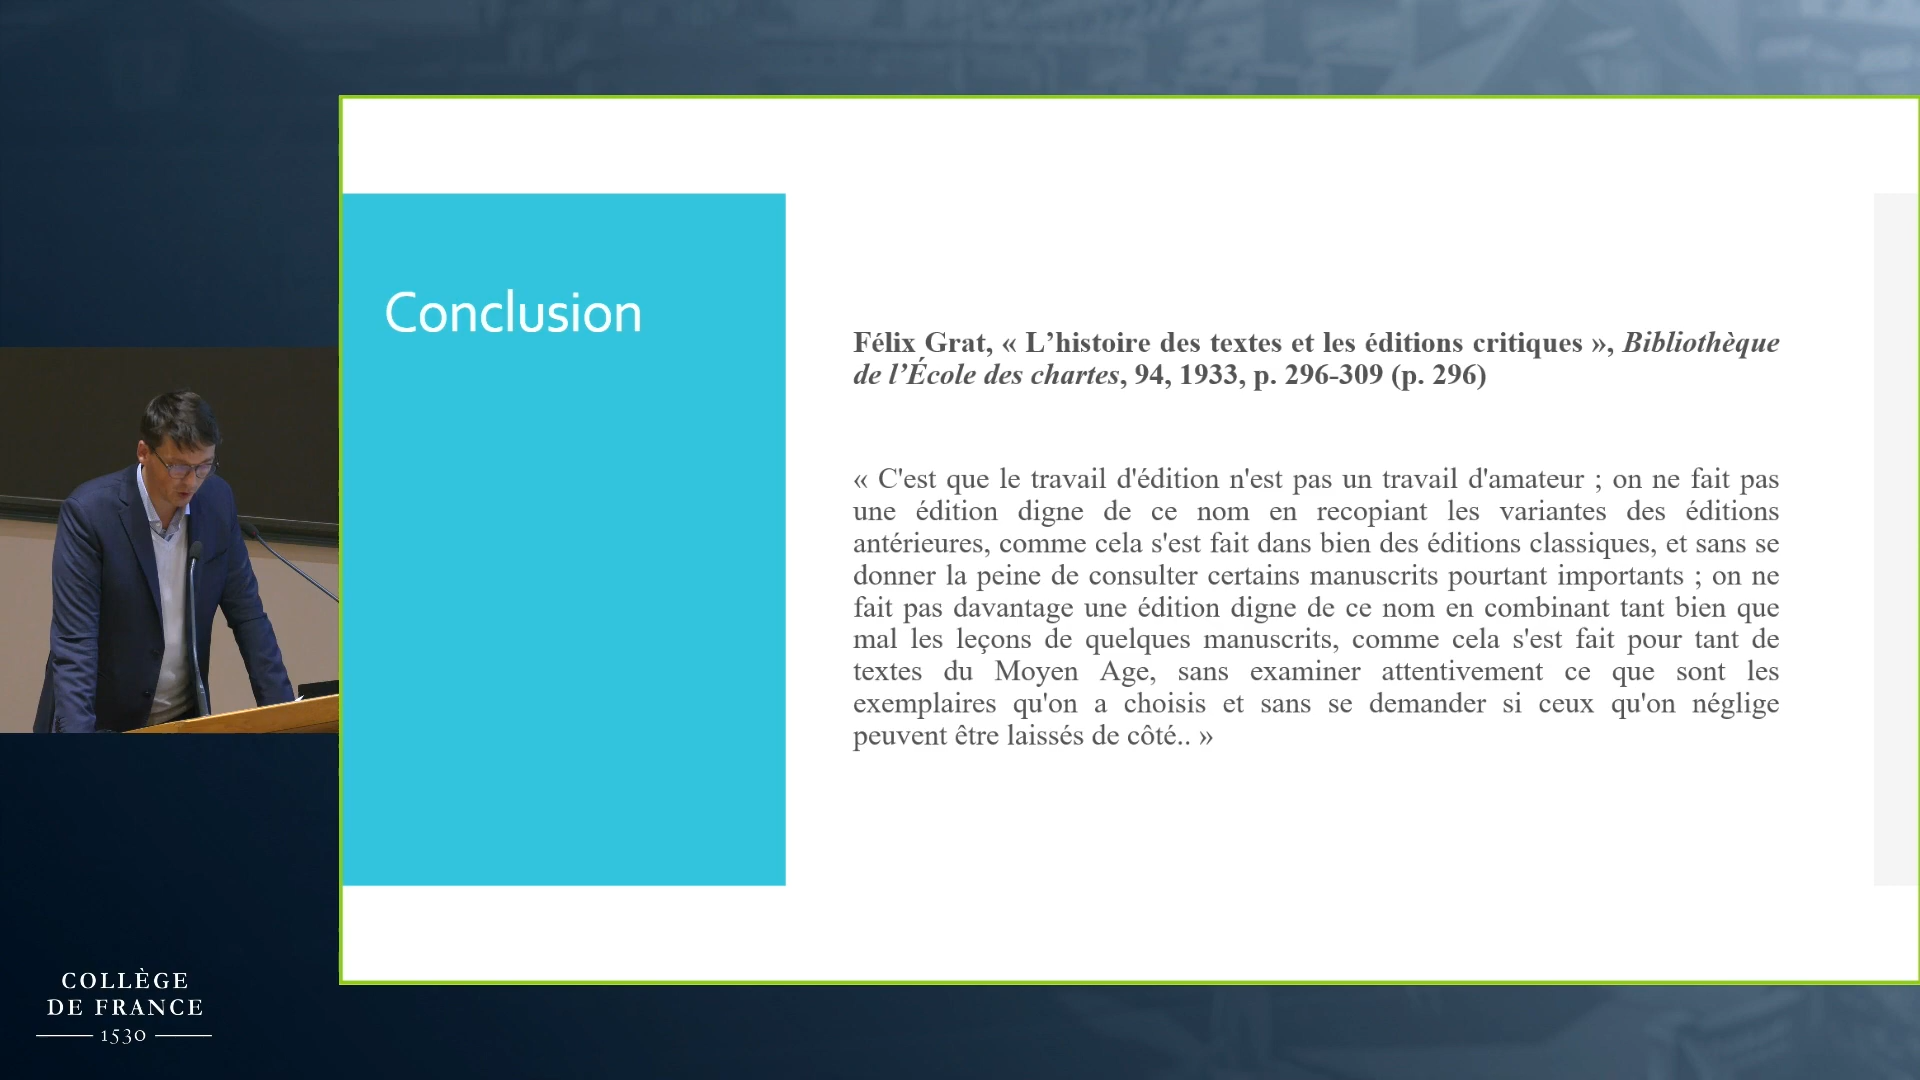 Conclusion
Félix Grat, « L’histoire des textes et les éditions critiques », Bibliothèque
de l’École des chartes, 94, 1933, p. 296-309 (p. 296)
« C'est que le travail d'édition n'est pas un travail d'amateur ; on ne fait pas
une édition digne de ce nom en recopiant les variantes des éditions
antérieures, comme cela s'est fait dans bien des éditions classiques, et sans se
donner la peine de consulter certains manuscrits pourtant importants ; on ne
fait pas davantage une édition digne de ce nom en combinant tant bien que
mal les leçons de quelques manuscrits, comme cela s'est fait pour tant de
textes du Moyen Age, sans examiner attentivement ce que sont les
exemplaires qu'on a choisis et sans se demander si ceux qu'on néglige
peuvent être laissés de côté.. »
COLLÈGE
DE FRANCE
1530